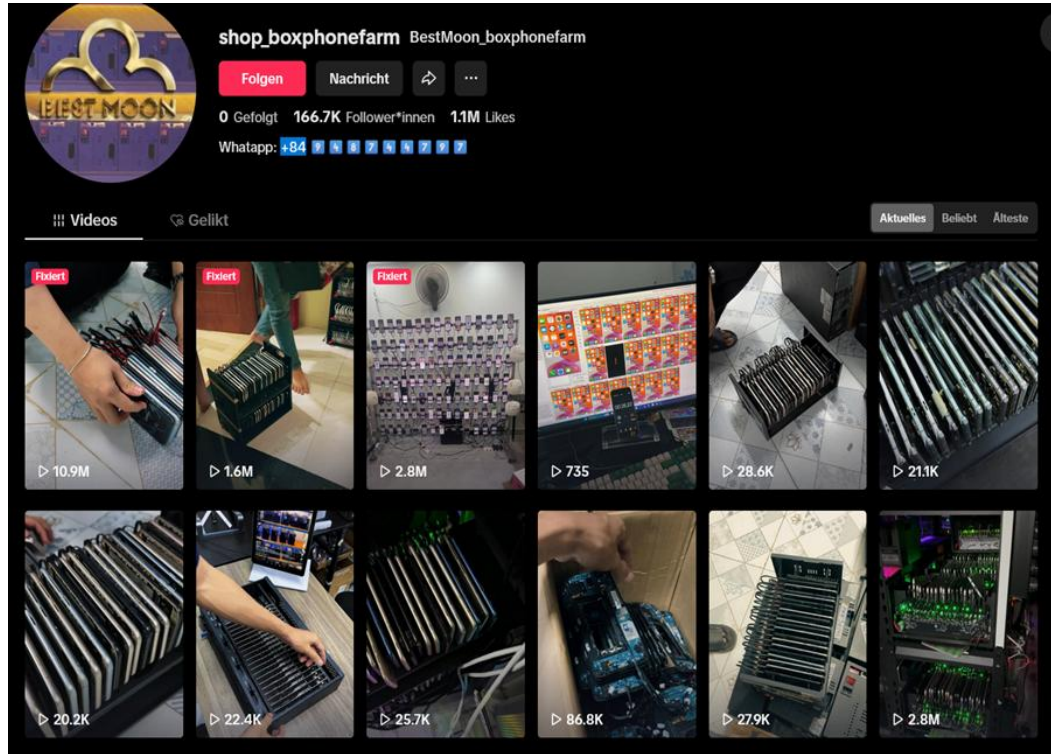 BEST MOON
shop_boxphonefarm BestMoon_boxphonefarm
Folgen Nachricht
0 Gefolgt 166.7K Follower*innen 1.1M Likes
Whatapp: +84 9 4 8 7 4 4 7 9 7
Videos Gelikt Aktuelles Beliebt Älteste
Fixiert Fixiert Fixiert
10.9M 1.6M 2.8M 735 28.6K 21.1K
20.2K 22.4K 25.7K 86.8K 27.9K 2.8M